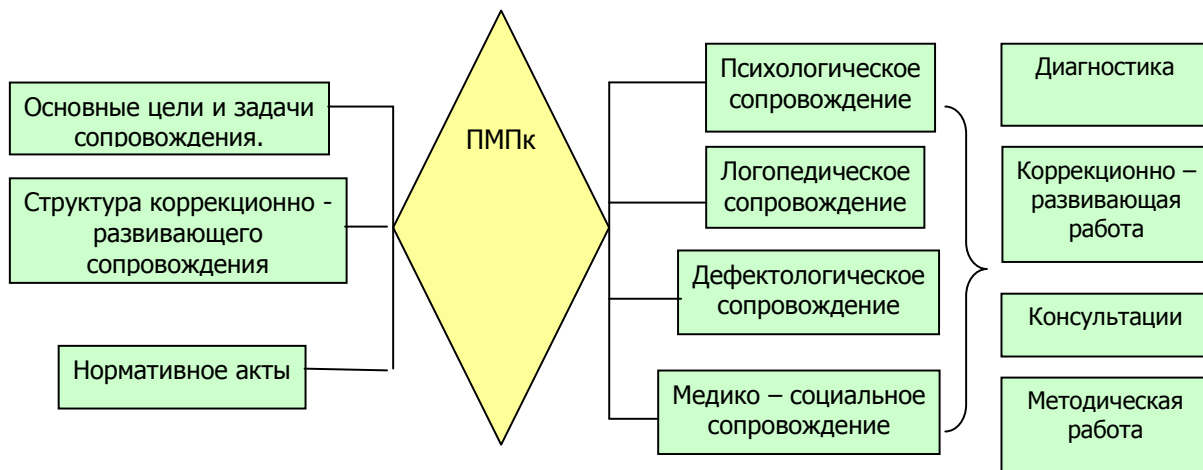 Основные цели и задачи
сопровождения.
Структура коррекционно -
развивающего
сопровождения
Нормативное акты
ПМПк
Психологическое
сопровождение
Логопедическое
сопровождение
Дефектологическое
сопровождение
Медико – социальное
сопровождение
Диагностика
Коррекционно –
развивающая
работа
Консультации
Методическая
работа